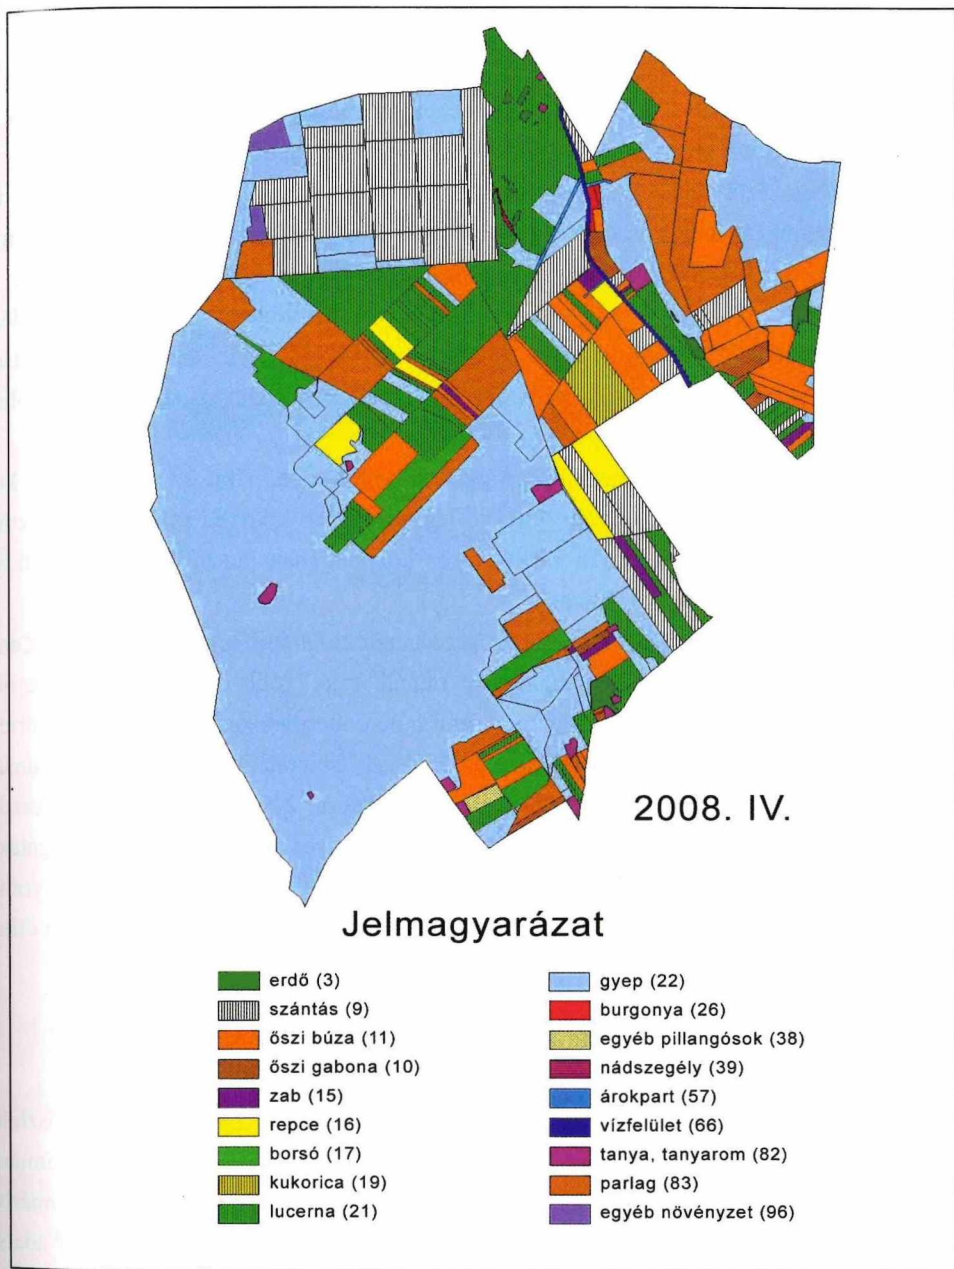 2008. IV.
Jelmagyarázat
erdő (3)
szántás (9)
őszi búza (11)
őszi gabona (10)
zab (15)
repce (16)
borsó (17)
kukorica (19)
lucerna (21)
gyep (22)
burgonya (26)
egyéb pillangósok (38)
nádszegély (39)
árokpart (57)
vízfelület (66)
tanya, tanyarom (82)
parlag (83)
egyéb növényzet (96)